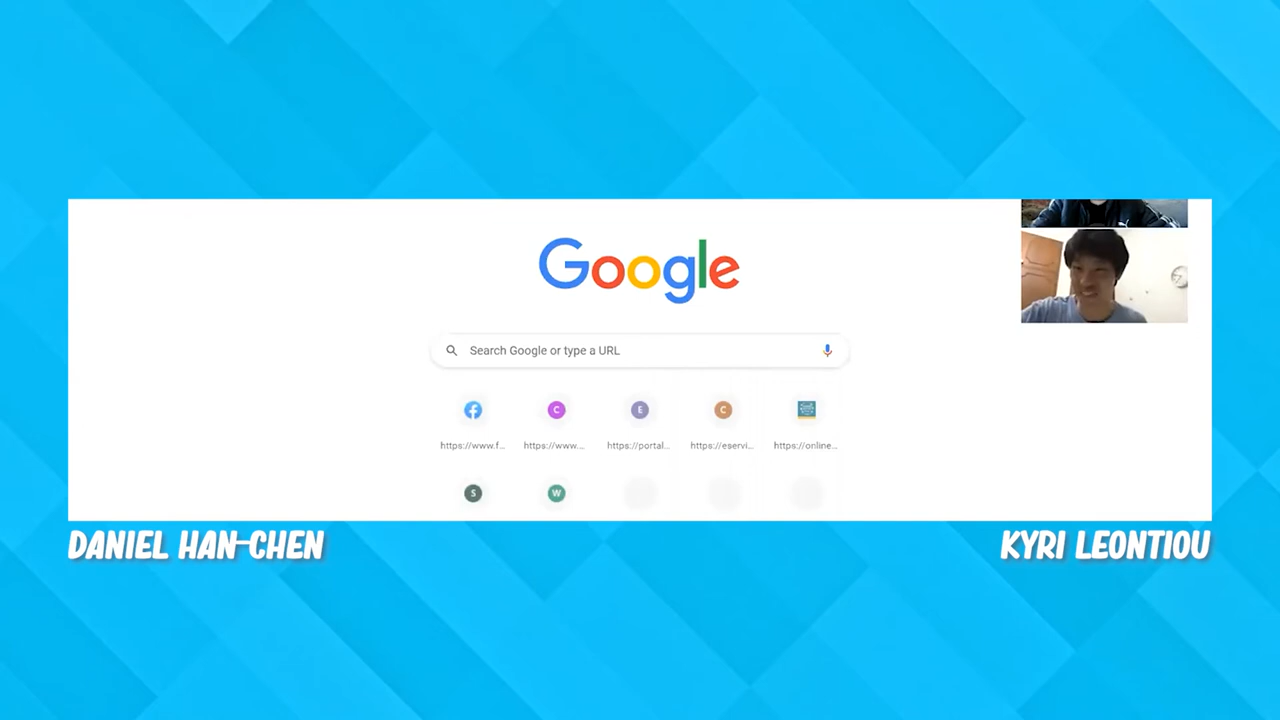 Google
Search Google or type a URL
f C E C
https://www.f... https://www.... https://portal... https://eservi... https://online...
S W
DANIEL HAN-CHEN KYRI LEONTIOU